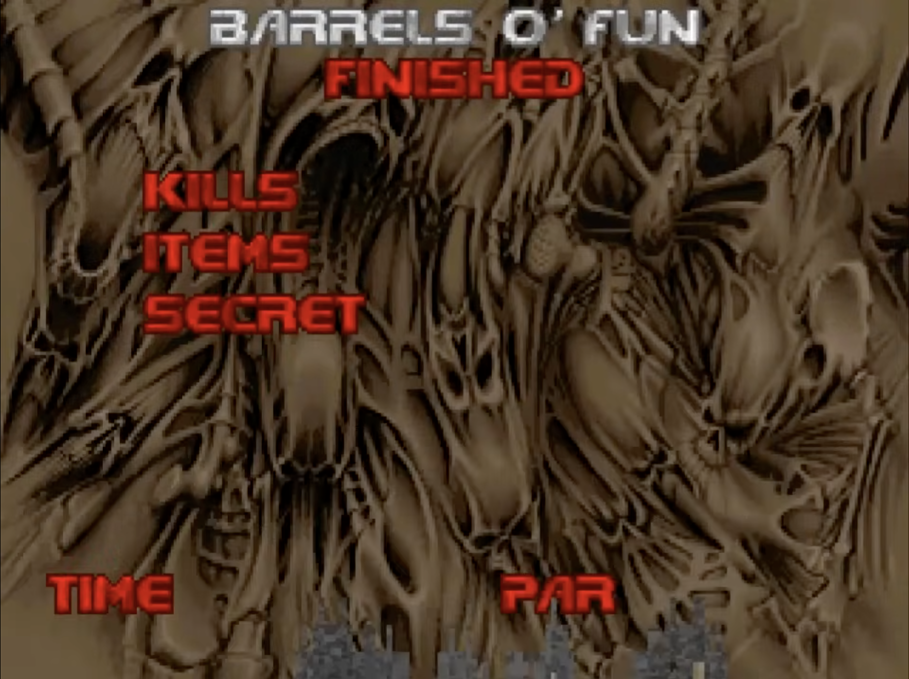 BARRELS O' FUN
FINISHED
KILLS
ITEMS
SECRET
TIME PAR